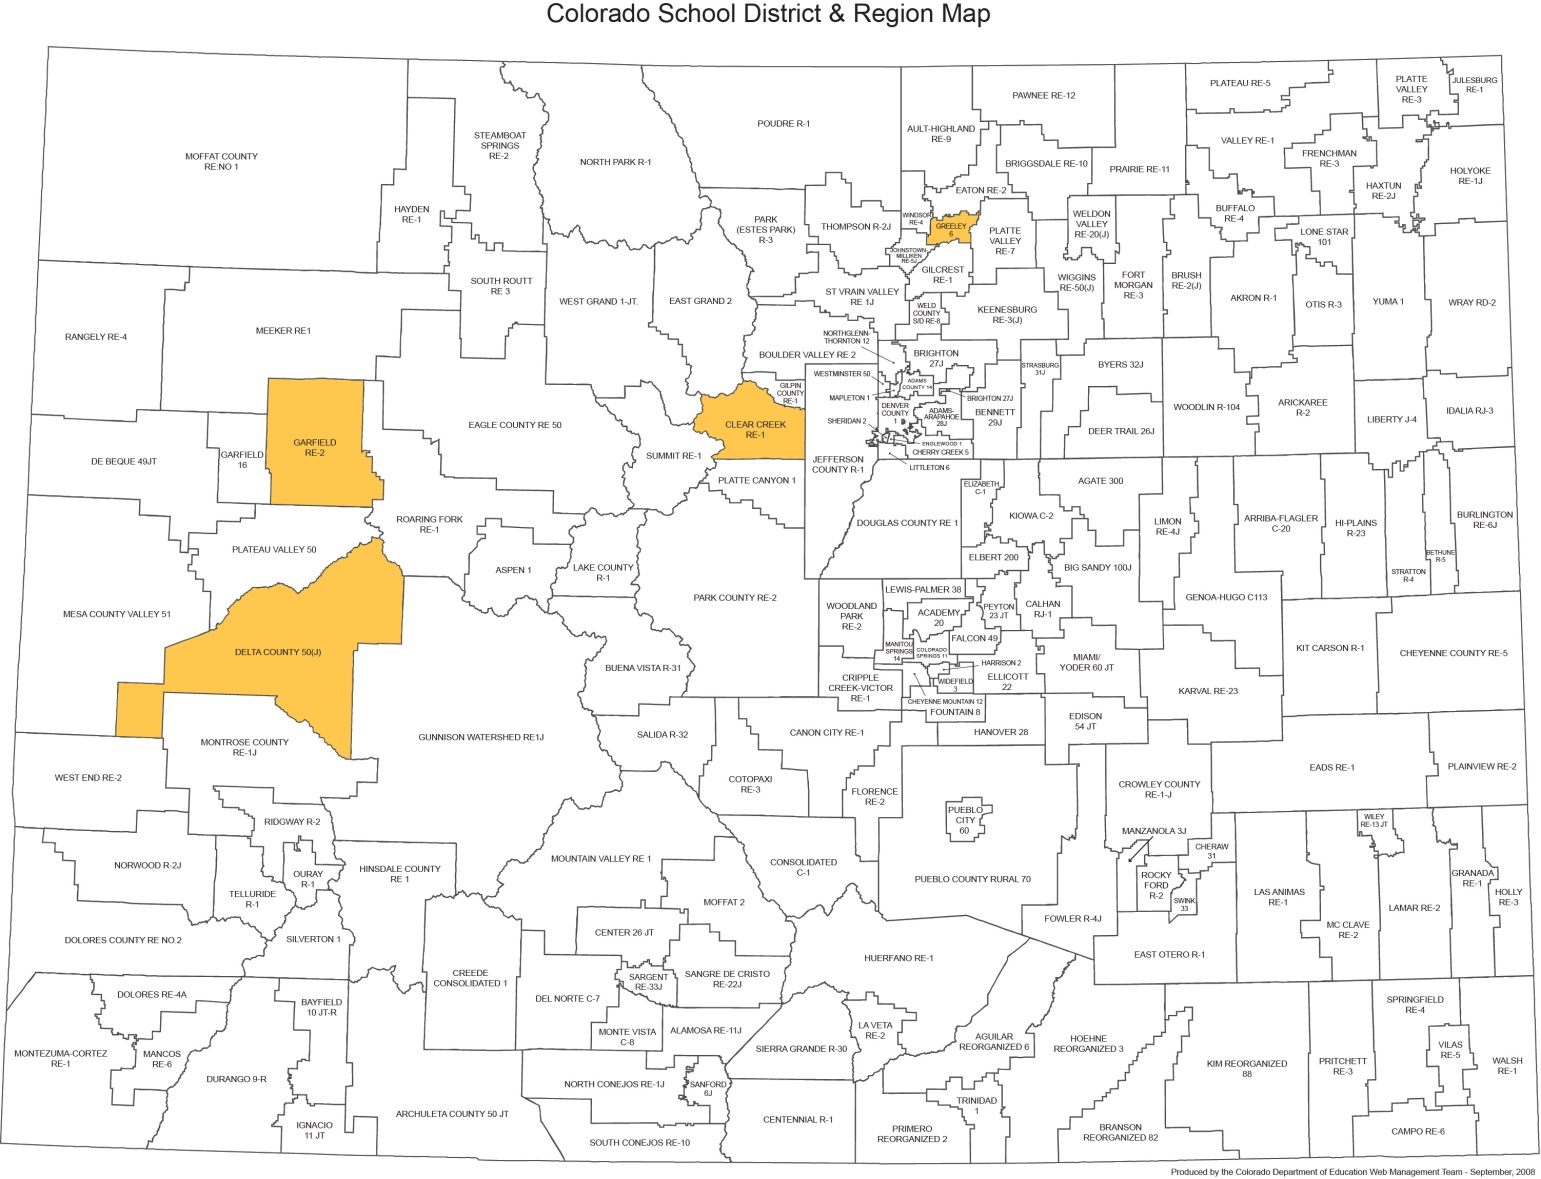 Colorado School District & Region Map
MOFFAT COUNTY
RE:NO 1
HAYDEN
RE-1
STEAMBOAT
SPRINGS
RE-2
NORTH PARK R-1
POUDRE R-1
AULT-HIGHLAND
RE-9
PAWNEE RE-12
BRIGGSDALE RE-10
PRAIRIE RE-11
PLATEAU RE-5
PLATTE
VALLEY
RE-3
JULESBURG
RE-1
VALLEY RE-1
FRENCHMAN
RE-3
HAXTUN
RE-2J
HOLYOKE
RE-1J
BUFFALO
RE-4
LONE STAR
101
EATON RE-2
WINDSOR
RE-4
GREELEY
6
PLATTE
VALLEY
RE-7
WELDON
VALLEY
RE-20(J)
PARK
(ESTES PARK)
R-3
THOMPSON R-2J
JOHNSTOWN-
MILLIKEN
RE-5J
GILCREST
RE-1
SOUTH ROUTT
RE 3
WEST GRAND 1-JT.
EAST GRAND 2
ST VRAIN VALLEY
RE 1J
WELD
COUNTY
S/D RE-8
KEENESBURG
RE-3(J)
WIGGINS
RE-50(J)
FORT
MORGAN
RE-3
BRUSH
RE-2(J)
AKRON R-1
OTIS R-3
YUMA 1
WRAY RD-2
RANGELY RE-4
MEEKER RE1
NORTHGLENN-
THORNTON 12
BOULDER VALLEY RE 2
BRIGHTON
27J
WESTMINSTER 50
ADAMS
COUNTY 14
MAPLETON 1
BRIGHTON 27J
STRASBURG
31J
BYERS 32J
GILPIN
COUNTY
RE-1
DENVER
COUNTY
1
ADAMS-
ARAPAHOE
28J
BENNETT
29J
SHERIDAN 2
ENGLEWOOD 1
CHERRY CREEK 5
LITTLETON 6
DEER TRAIL 26J
WOODLIN R-104
ARICKAREE
R-2
LIBERTY J-4
IDALIA RJ-3
DE BEQUE 49JT
GARFIELD
16
GARFIELD
RE-2
EAGLE COUNTY RE 50
SUMMIT RE-1
CLEAR CREEK
RE-1
JEFFERSON
COUNTY R-1
PLATTE CANYON 1
DOUGLAS COUNTY RE 1
ELIZABETH
C-1
KIOWA C-2
AGATE 300
LIMON
RE-4J
ARRIBA-FLAGLER
C-20
HI-PLAINS
R-23
STRATTON
R-4
BETHUNE
R-5
BURLINGTON
RE-6J
PLATEAU VALLEY 50
ROARING FORK
RE-1
ASPEN 1
LAKE COUNTY
R-1
PARK COUNTY RE-2
ELBERT 200
BIG SANDY 100J
GENOA-HUGO C113
MESA COUNTY VALLEY 51
DELTA COUNTY 50(J)
BUENA VISTA R-31
WOODLAND
PARK
RE-2
LEWIS-PALMER 38
ACADEMY
20
PEYTON
23 JT
CALHAN
RJ-1
MANITOU
SPRINGS
14
COLORADO
SPRINGS 11
FALCON 49
HARRISON 2
WIDEFIELD
3
ELLICOTT
22
MIAMI/
YODER 60 JT
CRIPPLE
CREEK-VICTOR
RE-1
CHEYENNE MOUNTAIN 12
FOUNTAIN 8
HANOVER 28
EDISON
54 JT
KARVAL RE-23
KIT CARSON R-1
CHEYENNE COUNTY RE-5
MONTROSE COUNTY
RE-1J
GUNNISON WATERSHED RE1J
SALIDA R-32
CANON CITY RE-1
COTOPAXI
RE-3
FLORENCE
RE-2
WEST END RE-2
RIDGWAY R-2
PUEBLO
CITY
60
PUEBLO COUNTY RURAL 70
CROWLEY COUNTY
RE-1-J
EADS RE-1
PLAINVIEW RE-2
MANZANOLA 3J
CHERAW
31
ROCKY
FORD
R-2
SWINK
33
FOWLER R-4J
EAST OTERO R-1
LAS ANIMAS
RE-1
MC CLAVE
RE-2
WILEY
RE-13 JT
LAMAR RE-2
GRANADA
RE-1
HOLLY
RE-3
NORWOOD R-2J
TELLURIDE
R-1
OURAY
R-1
HINSDALE COUNTY
RE 1
MOUNTAIN VALLEY RE 1
MOFFAT 2
CONSOLIDATED
C-1
DOLORES COUNTY RE NO.2
SILVERTON 1
CREEDE
CONSOLIDATED 1
CENTER 26 JT
SARGENT
RE-33J
SANGRE DE CRISTO
RE-22J
DEL NORTE C-7
MONTE VISTA
C-8
ALAMOSA RE-11J
HUERFANO RE-1
LA VETA
RE-2
SIERRA GRANDE R-30
AGUILAR
REORGANIZED 6
HOEHNE
REORGANIZED 3
KIM REORGANIZED
88
PRITCHETT
RE-3
SPRINGFIELD
RE-4
VILAS
RE-5
WALSH
RE-1
CAMPO RE-6
DOLORES RE-4A
MONTEZUMA-CORTEZ
RE-1
MANCOS
RE-6
DURANGO 9-R
BAYFIELD
10 JT-R
IGNACIO
11 JT
ARCHULETA COUNTY 50 JT
NORTH CONEJOS RE-1J
SANFORD
6J
SOUTH CONEJOS RE-10
CENTENNIAL R-1
PRIMERO
REORGANIZED 2
TRINIDAD
1
BRANSON
REORGANIZED 82
Produced by the Colorado Department of Education Web Management Team - September, 2008